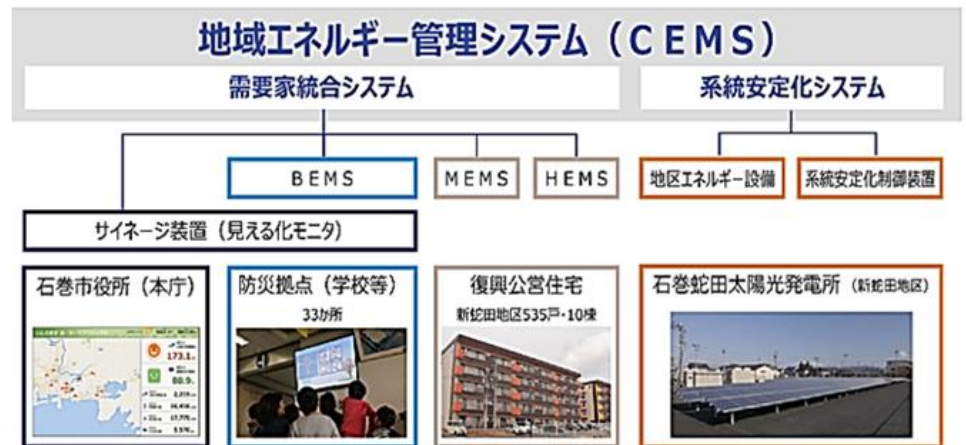 地域エネルギー管理システム（ＣＥＭＳ）
需要家統合システム
系統安定化システム
ＢＥＭＳ
ＭＥＭＳ
ＨＥＭＳ
地区エネルギー設備
系統安定化制御装置
サイネージ装置（見える化モニタ）
石巻市役所（本庁）
防災拠点（学校等）
33か所
復興公営住宅
新蛇田地区535戸・10棟
石巻蛇田太陽光発電所（新蛇田地区）
173.1
80.9